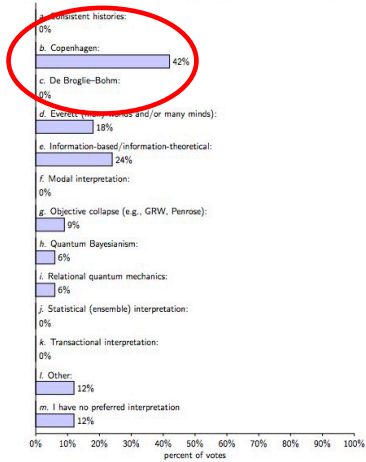 a. Consistent histories:
0%
b. Copenhagen:
42%
c. De Broglie–Bohm:
0%
d. Everett (many worlds and/or many minds):
18%
e. Information-based/information-theoretical:
24%
f. Modal interpretation:
0%
g. Objective collapse (e.g., GRW, Penrose):
9%
h. Quantum Bayesianism:
6%
i. Relational quantum mechanics:
6%
j. Statistical (ensemble) interpretation:
0%
k. Transactional interpretation:
0%
l. Other:
12%
m. I have no preferred interpretation
12%
0% 10% 20% 30% 40% 50% 60% 70% 80% 90% 100%
percent of votes